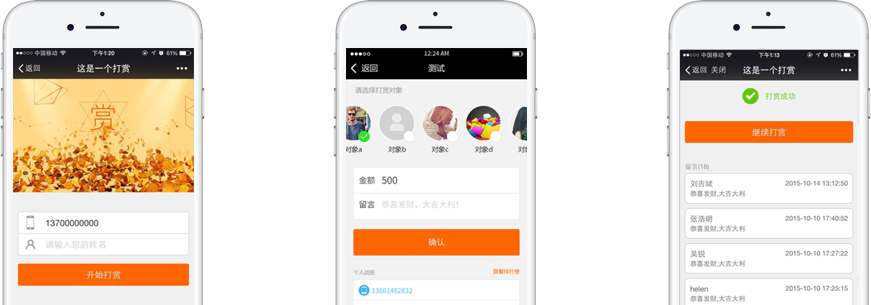 中国移动 下午1:20 61%
返回 这是一个打赏
赏
13700000000
请输入您的姓名
开始打赏
12:24 AM
返回 测试
请选择打赏对象
对象a 对象b 对象c 对象d 对
金额 500
留言 恭喜发财，大吉大利！
确认
个人战报 查看排行榜
13661462832
中国移动 下午1:13 61%
返回 关闭 这是一个打赏
打赏成功
继续打赏
留言(18)
刘吉斌 2015-10-14 13:12:50
恭喜发财,大吉大利
张浩明 2015-10-10 17:40:52
恭喜发财,大吉大利
吴锐 2015-10-10 17:27:22
恭喜发财,大吉大利
helen 2015-10-10 17:25:15
恭喜发财,大吉大利